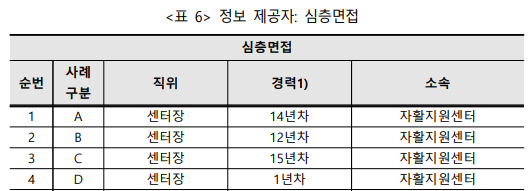 <표 6> 정보 제공자: 심층면접
심층면접
순번 사례 구분 직위 경력1) 소속
1 A 센터장 14년차 자활지원센터
2 B 센터장 12년차 자활지원센터
3 C 센터장 15년차 자활지원센터
4 D 센터장 1년차 자활지원센터